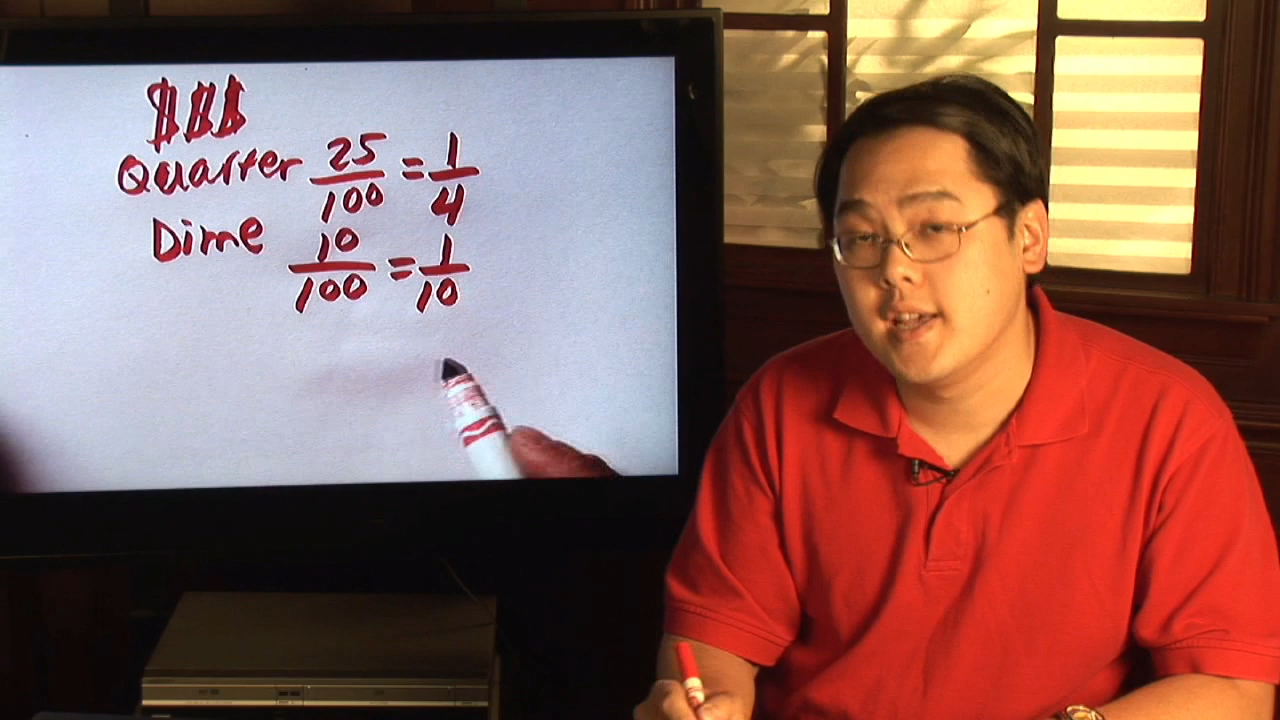 $$$
Quarter 25/100 = 1/4
Dime 10/100 = 1/10